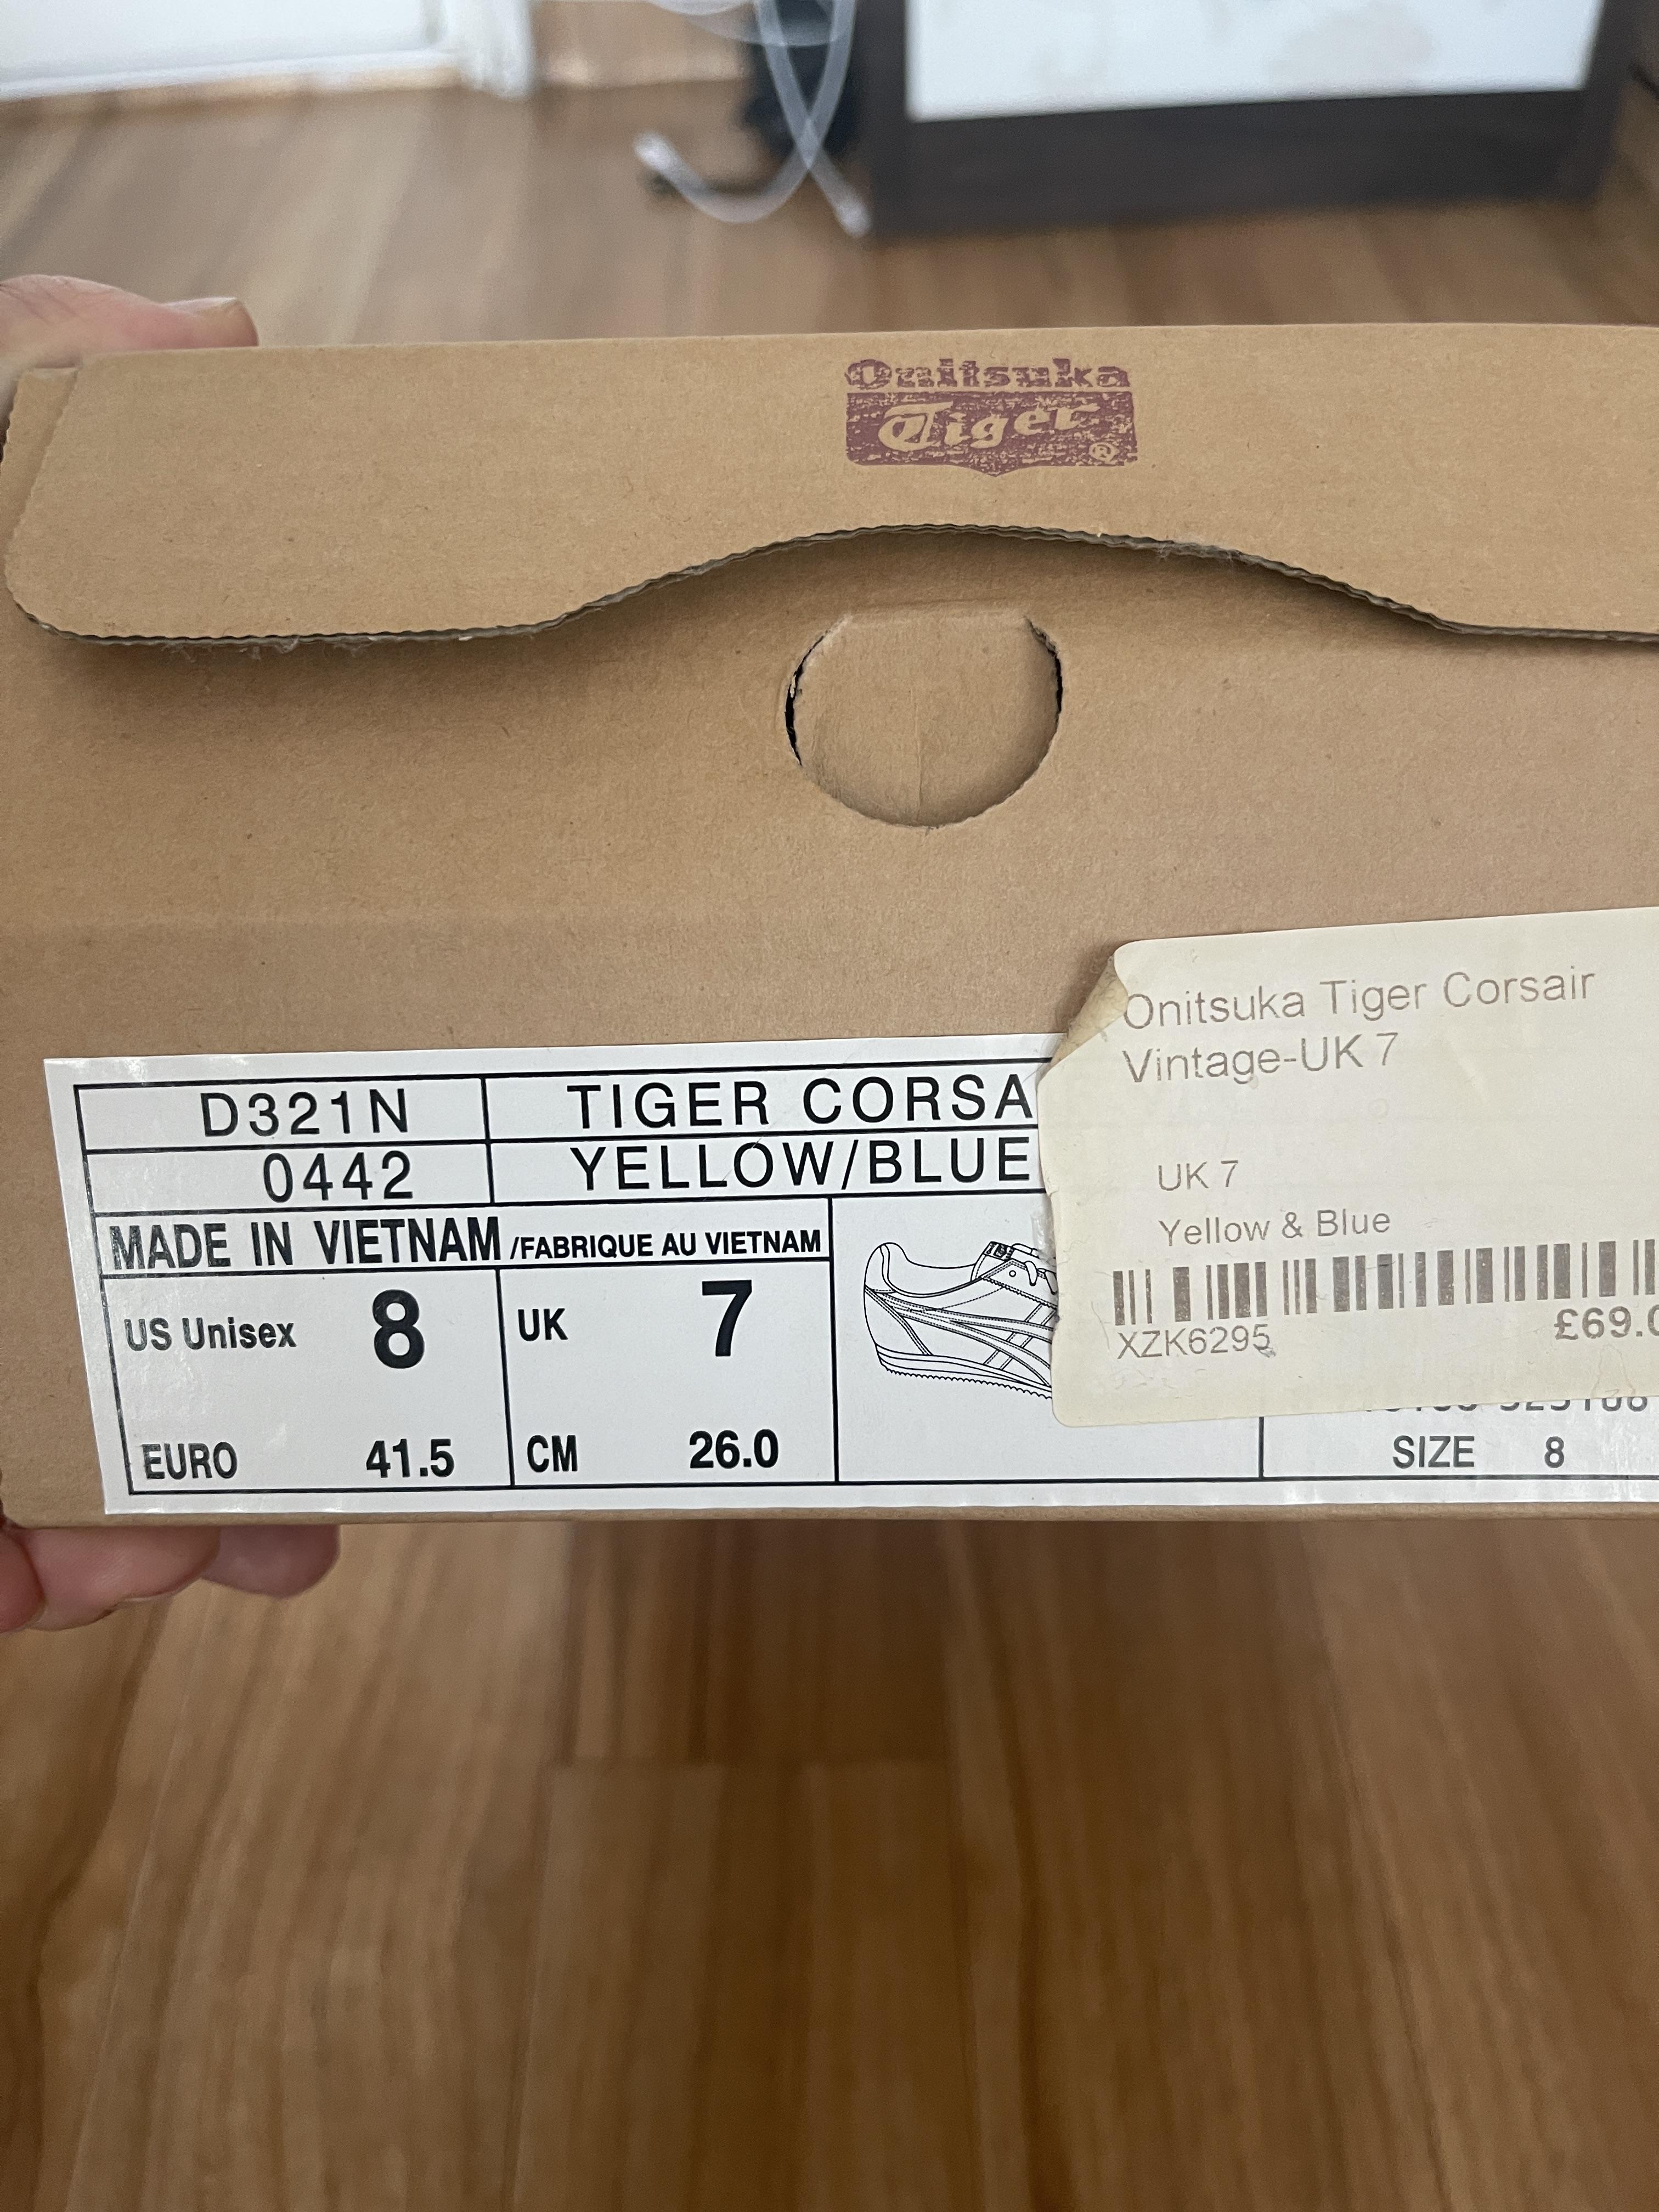 Onitsuka
Tiger
®
Onitsuka Tiger Corsair
Vintage-UK 7
UK 7
Yellow & Blue
XZK6295
£69.0
D321N
TIGER CORSA
0442
YELLOW/BLUE
MADE IN VIETNAM /FABRIQUE AU VIETNAM
US Unisex 8
UK 7
EURO 41.5
CM 26.0
SIZE 8